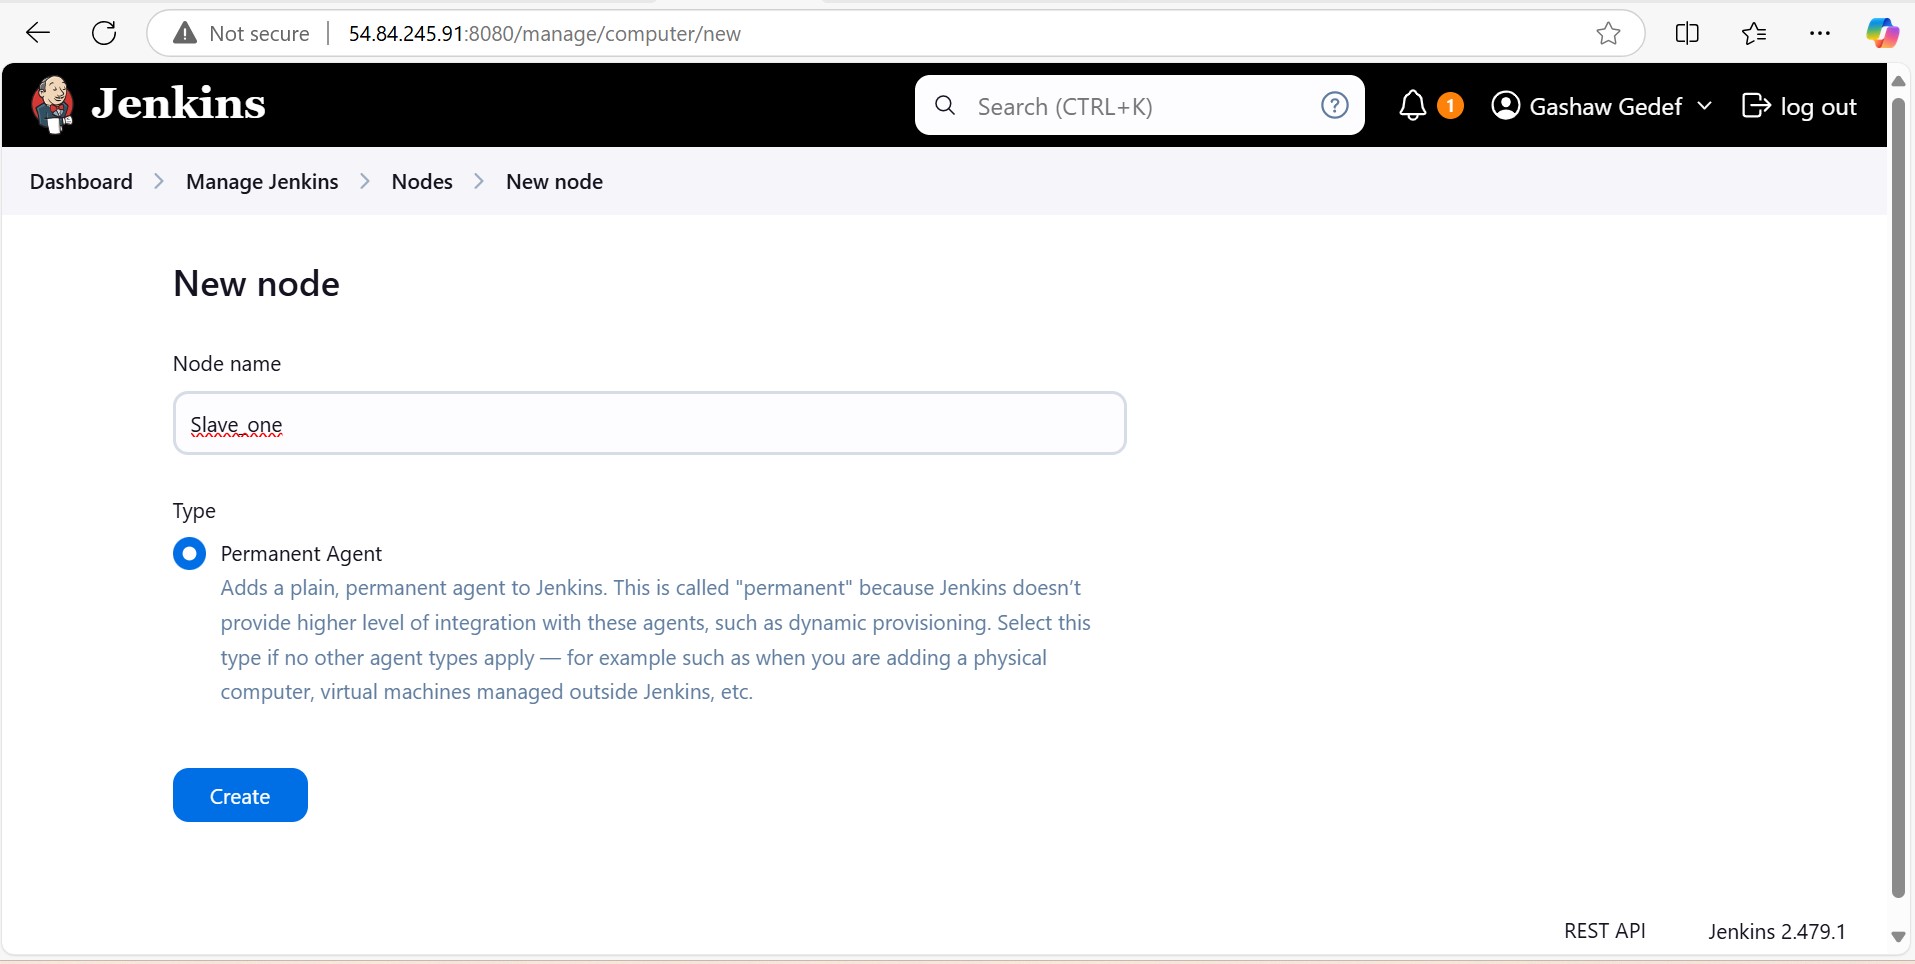 Not secure 54.84.245.91:8080/manage/computer/new
Jenkins Search (CTRL+K) ? 1 Gashaw Gedef log out
Dashboard Manage Jenkins Nodes New node
New node
Node name
Slave_one
Type
Permanent Agent
Adds a plain, permanent agent to Jenkins. This is called "permanent" because Jenkins doesn’t
provide higher level of integration with these agents, such as dynamic provisioning. Select this
type if no other agent types apply — for example such as when you are adding a physical
computer, virtual machines managed outside Jenkins, etc.
Create
REST API Jenkins 2.479.1